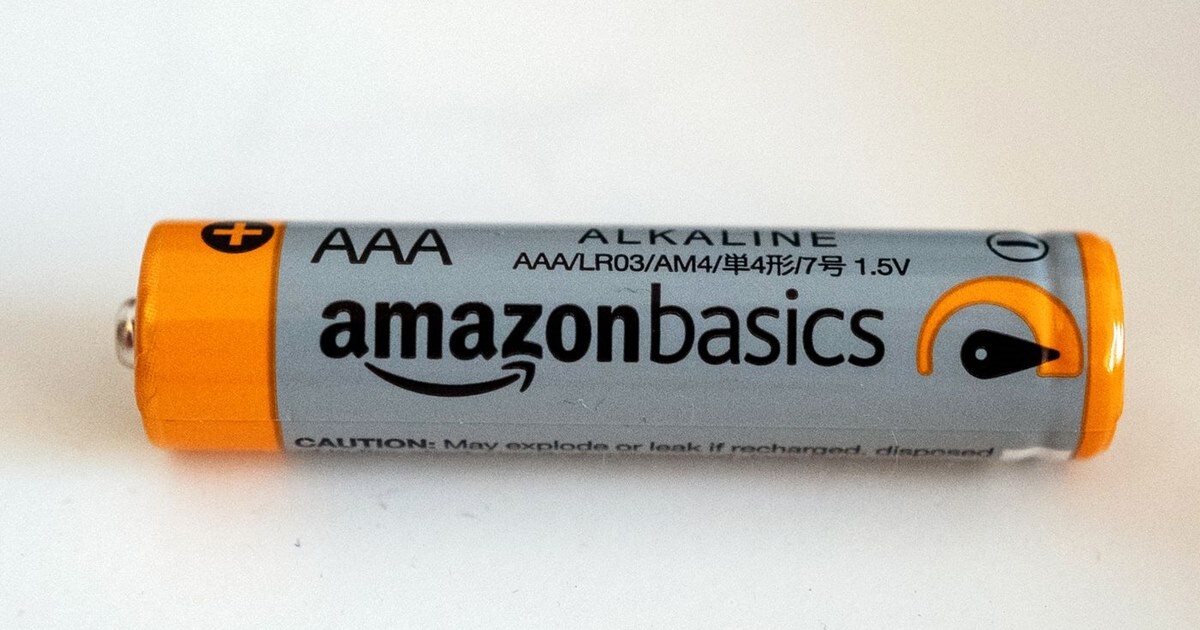 AAA
ALKALINE
AAA/LR03/AM4/単4形/7号 1.5V
amazonbasics
CAUTION: May explode or leak if recharged, disposed